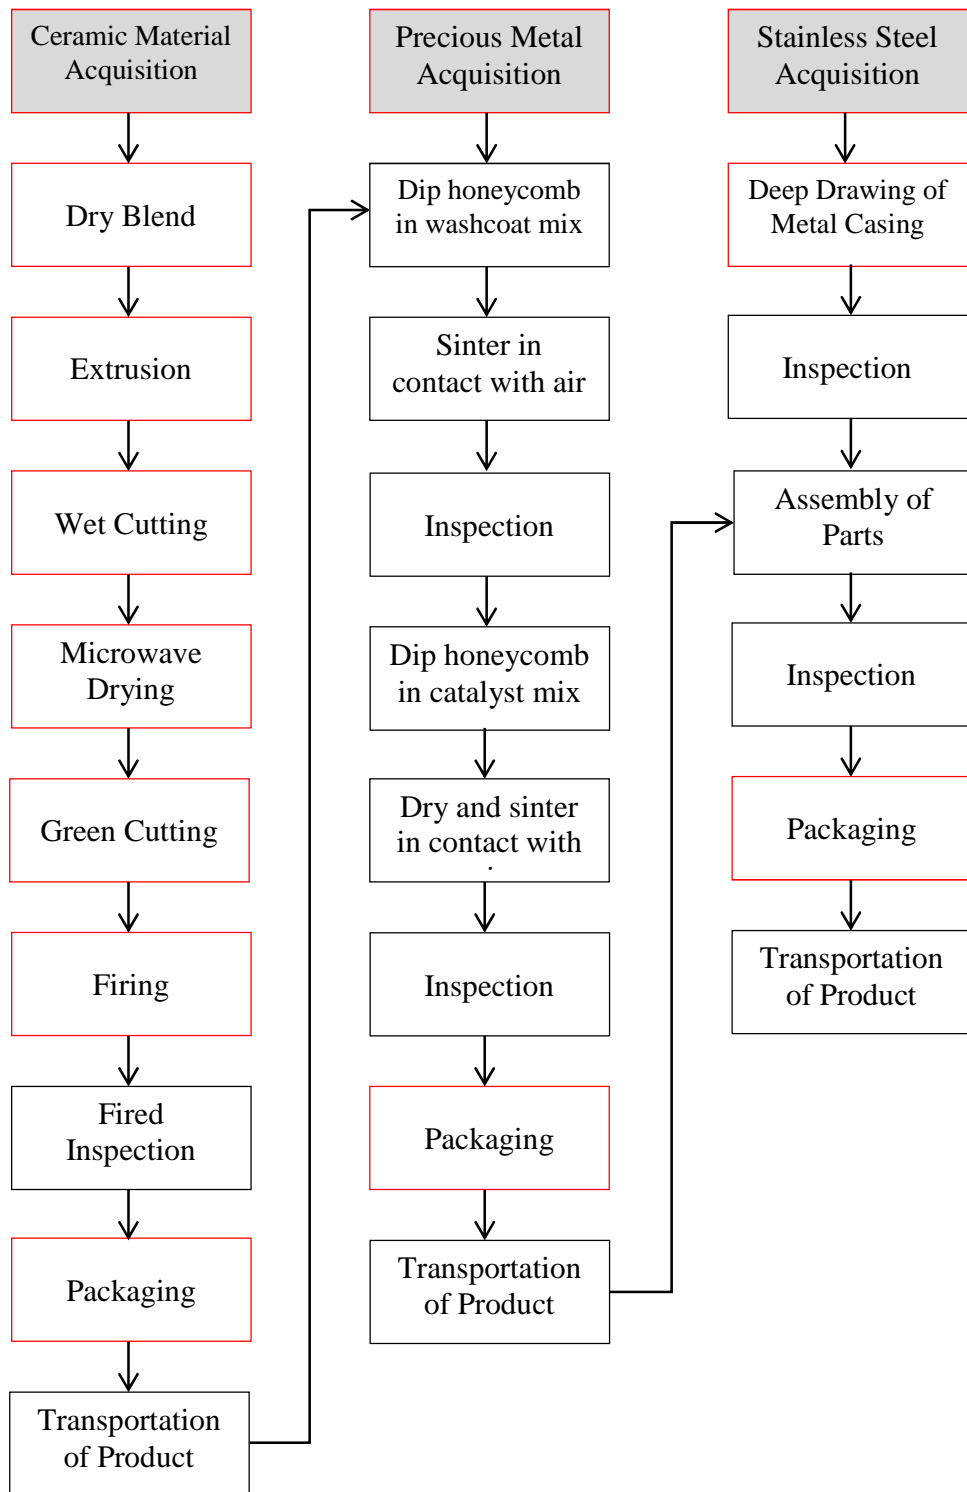 Ceramic Material
Acquisition
Dry Blend
Extrusion
Wet Cutting
Microwave
Drying
Green Cutting
Firing
Fired
Inspection
Packaging
Transportation
of Product
Precious Metal
Acquisition
Dip honeycomb
in washcoat mix
Sinter in
contact with air
Inspection
Dip honeycomb
in catalyst mix
Dry and sinter
in contact with
Inspection
Packaging
Transportation
of Product
Stainless Steel
Acquisition
Deep Drawing of
Metal Casing
Inspection
Assembly of
Parts
Inspection
Packaging
Transportation
of Product